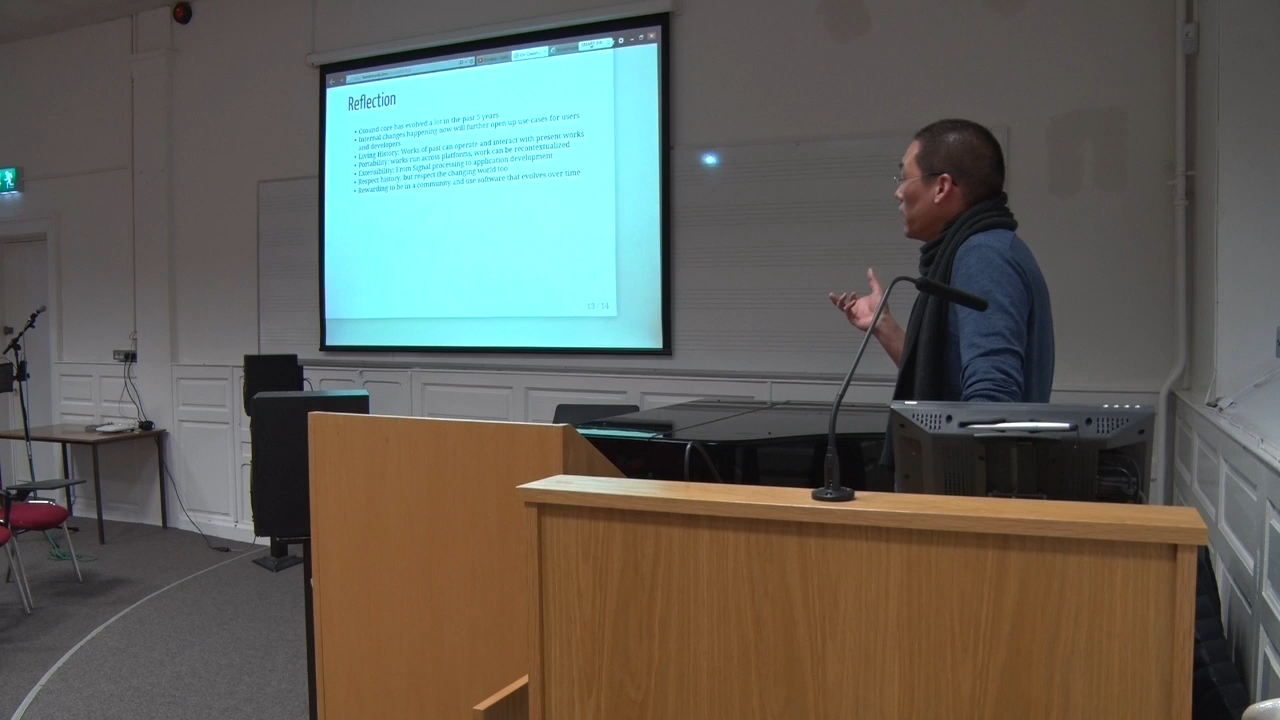 Reflection
• Csound core has evolved a lot in the past 5 years
• Internal changes happening now will further open up use cases for users
and developers
• Living History: Works of past can operate and interact with present works
• Portability: works run across platforms, work can be recontextualized
• Extensibility: From Signal processing to application development
• Respect history, but respect the changing world too
• Rewarding to be in a community and use software that evolves over time
13 / 14